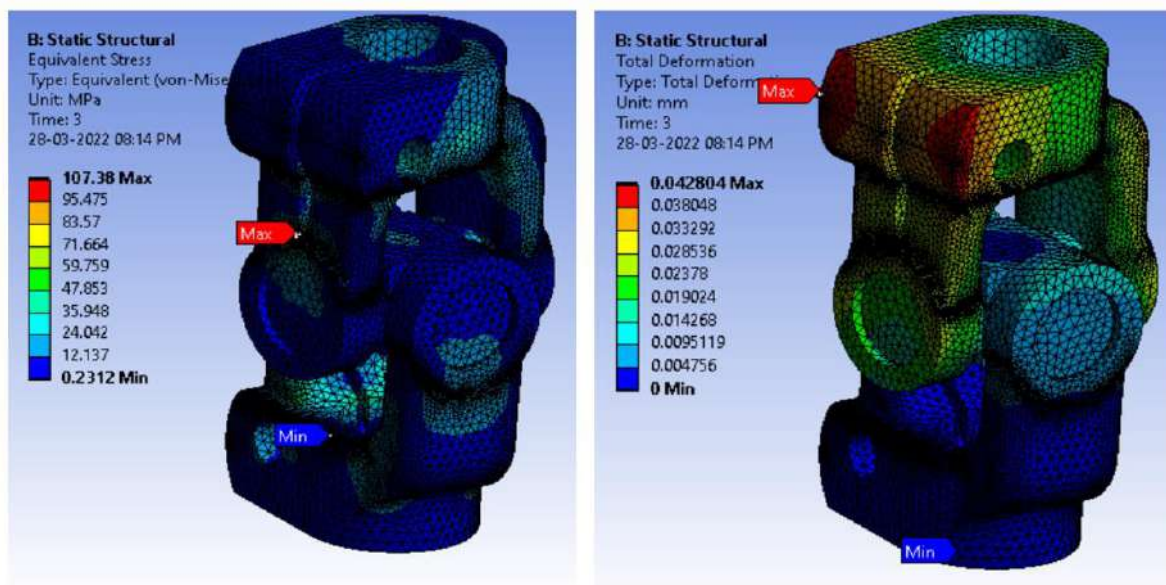 B: Static Structural
Equivalent Stress
Type: Equivalent (von-Mise
Unit: MPa
Time: 3
28-03-2022 08:14 PM
107.38 Max
95.475
83.57
71.664
59.759
47.853
35.948
24.042
12.137
0.2312 Min
Max
Min
B: Static Structural
Total Deformation
Type: Total Deforma
Unit: mm
Time: 3
28-03-2022 08:14 PM
0.042804 Max
0.038048
0.033292
0.028536
0.02378
0.019024
0.014268
0.0095119
0.004756
0 Min
Max
Min